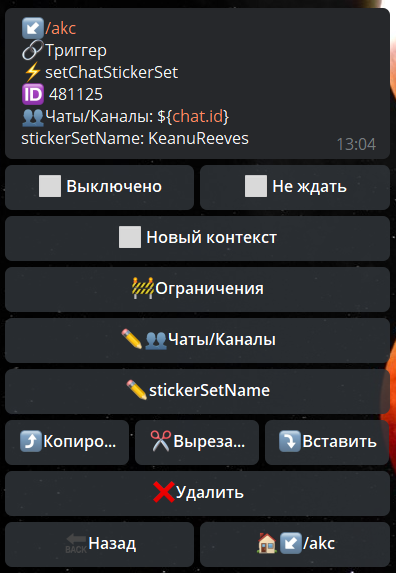 /akc
Триггер
setChatStickerSet
ID 481125
Чаты/Каналы: ${chat.id}
stickerSetName: KeanuReeves
13:04
Выключено
Не ждать
Новый контекст
Ограничения
Чаты/Каналы
stickerSetName
Копиро...
Выреза...
Вставить
Удалить
BACK Назад
/akc